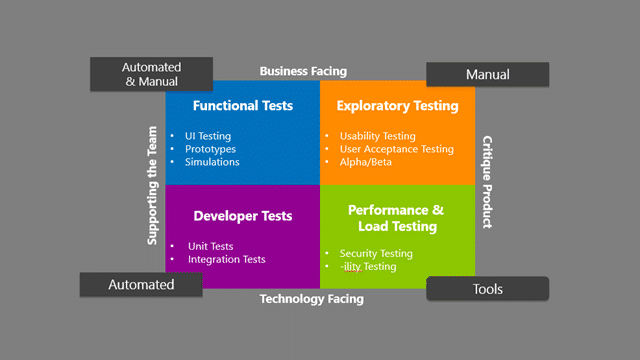 Automated
& Manual
Business Facing
Manual
Functional Tests
• UI Testing
• Prototypes
• Simulations
Exploratory Testing
• Usability Testing
• User Acceptance Testing
• Alpha/Beta
Supporting the Team
Critique Product
Developer Tests
• Unit Tests
• Integration Tests
Performance &
Load Testing
• Security Testing
• -ility Testing
Automated
Technology Facing
Tools